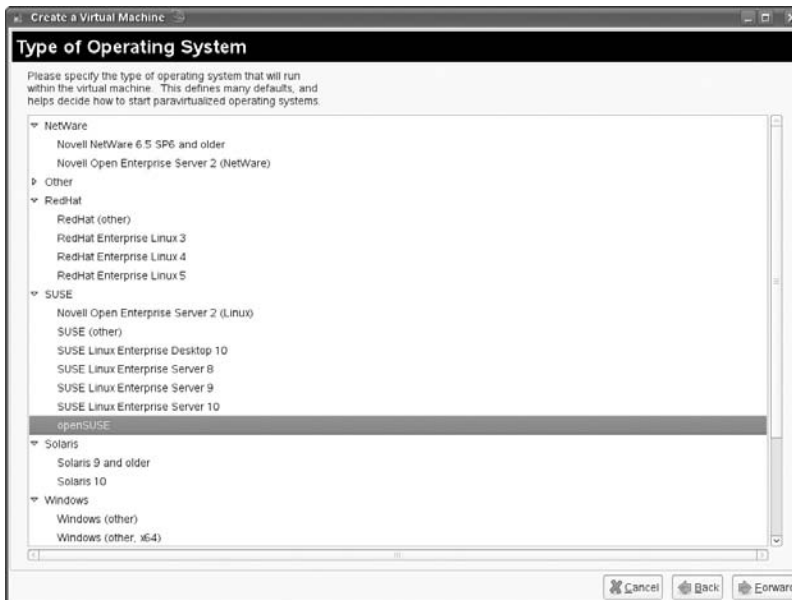 Create a Virtual Machine
Type of Operating System
Please specify the type of operating system that will run
within the virtual machine. This defines many defaults, and
helps decide how to start paravirtualized operating systems.
NetWare
Novell NetWare 6.5 SP6 and older
Novell Open Enterprise Server 2 (NetWare)
Other
RedHat
RedHat (other)
RedHat Enterprise Linux 3
RedHat Enterprise Linux 4
RedHat Enterprise Linux 5
SUSE
Novell Open Enterprise Server 2 (Linux)
SUSE (other)
SUSE Linux Enterprise Desktop 10
SUSE Linux Enterprise Server 8
SUSE Linux Enterprise Server 9
SUSE Linux Enterprise Server 10
openSUSE
Solaris
Solaris 9 and older
Solaris 10
Windows
Windows (other)
Windows (other, x64)
Cancel Back Forward